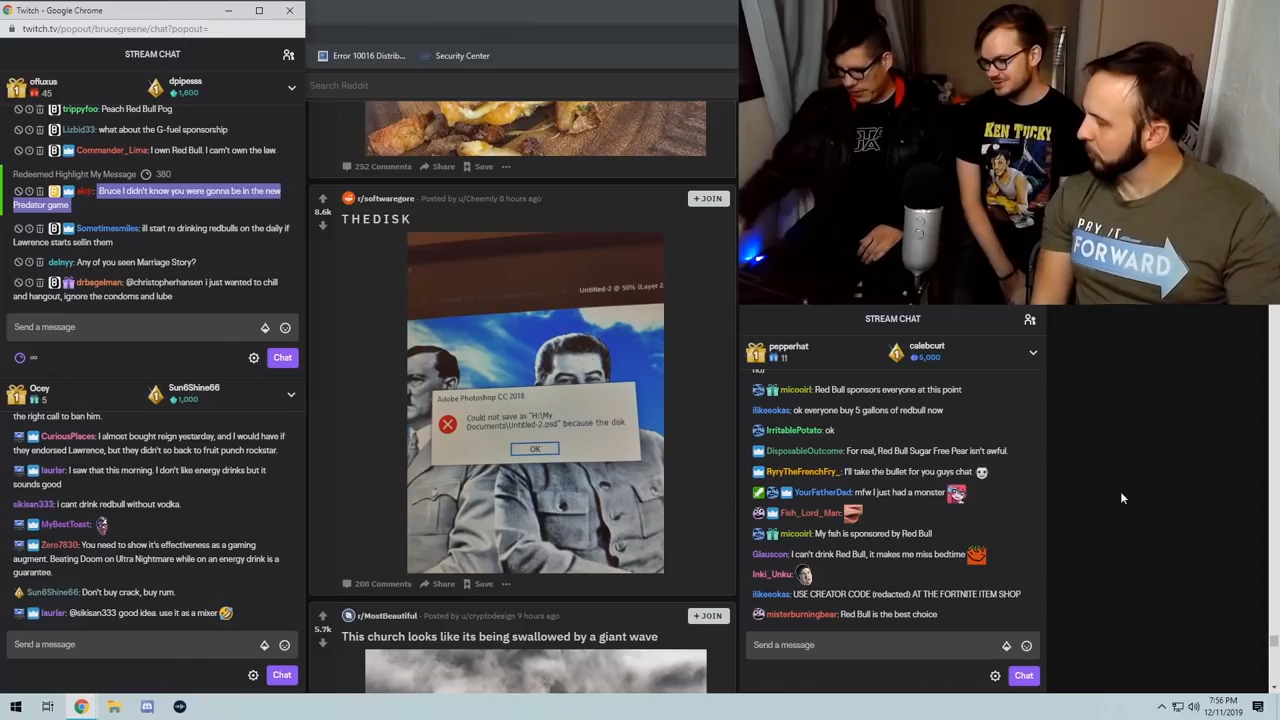 Twitch - Google Chrome
twitch.tv/popout/brucegreene/chat?popout=
STREAM CHAT
ofluxus
45
dpipesss
1,600
trippyfoo: Peach Red Bull Pog
Lizbid33: what about the G-fuel sponsorship
Commander_Lima: I own Red Bull. I cam't own the law.
Redeemed Highlight My Message 380
elcji: Bruce I didn't know you were gonna be in the new
Predator game
Sometimesmiles: ill start re drinking redbulls on the daily if
Lawrence starts sellin them
delnyy: Any of you seen Marriage Story?
drbagelman: @christopherhansen i just wanted to chill
and hangout, ignore the condoms and lube
Send a message
∞
Chat
Ocey
5
Sun6Shine66
1,000
the right call to ban him.
CuriousPlaces: I almost bought reign yestarday, and I would have if
they endorsed Lawrence, but they didn't so back to fruit punch rockstar.
laurlar: I saw that this morning. I don't like energy drinks but it
sounds good
sikisan333: i cant drink redbull without vodka.
MyBestToast:
Zero7830: You need to show it's effectiveness as a gaming
augment. Beating Doom on Ultra Nightmare while on an energy drink is a
guarantee.
Sun6Shine66: Don't buy crack, buy rum.
laurlar: @sikisan333 good idea. use it as a mixer
Send a message
Chat
Error 10016 Distrib...
Security Center
Search Reddit
252 Comments Share Save
r/softwaregore Posted by u/Cheemly 8 hours ago
+ JOIN
8.6k
T H E D I S K
Untitled-2 @ 50% (Layer 2
Adobe Photoshop CC 2018
Could not save as "H:\My
Documents\Untitled-2.psd" because the disk
OK
208 Comments Share Save
r/MostBeautiful Posted by u/cryptodesign 9 hours ago
+ JOIN
5.7k
This church looks like its being swallowed by a giant wave
KEN TUCKY
PAY IT
FORWARD
STREAM CHAT
pepperhat
11
calebcurt
5,000
micooirl: Red Bull sponsors everyone at this point
ilikeeokas: ok everyone buy 5 gallons of redbull now
IrritablePotato: ok
DisposableOutcome: For real, Red Bull Sugar Free Pear isn't awful.
RyryTheFrenchFry_: I'll take the bullet for you guys chat
YourFatherDad: mfw I just had a monster
Fish_Lord_Man:
micooirl: My fish is sponsored by Red Bull
Glauscon: I can't drink Red Bull, it makes me miss bedtime
Inki_Unku:
ilikeeokas: USE CREATOR CODE (redacted) AT THE FORTNITE ITEM SHOP
misterburningbear: Red Bull is the best choice
Send a message
Chat
7:56 PM
12/11/2019